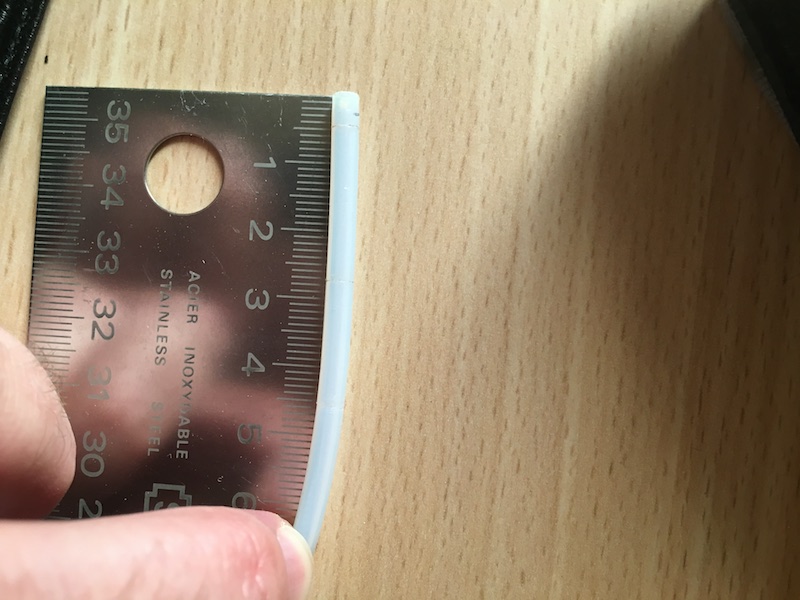 35 34 33 32 31 30
ACIER INOXYDABLE
STAINLESS STEEL
1 2 3 4 5 6